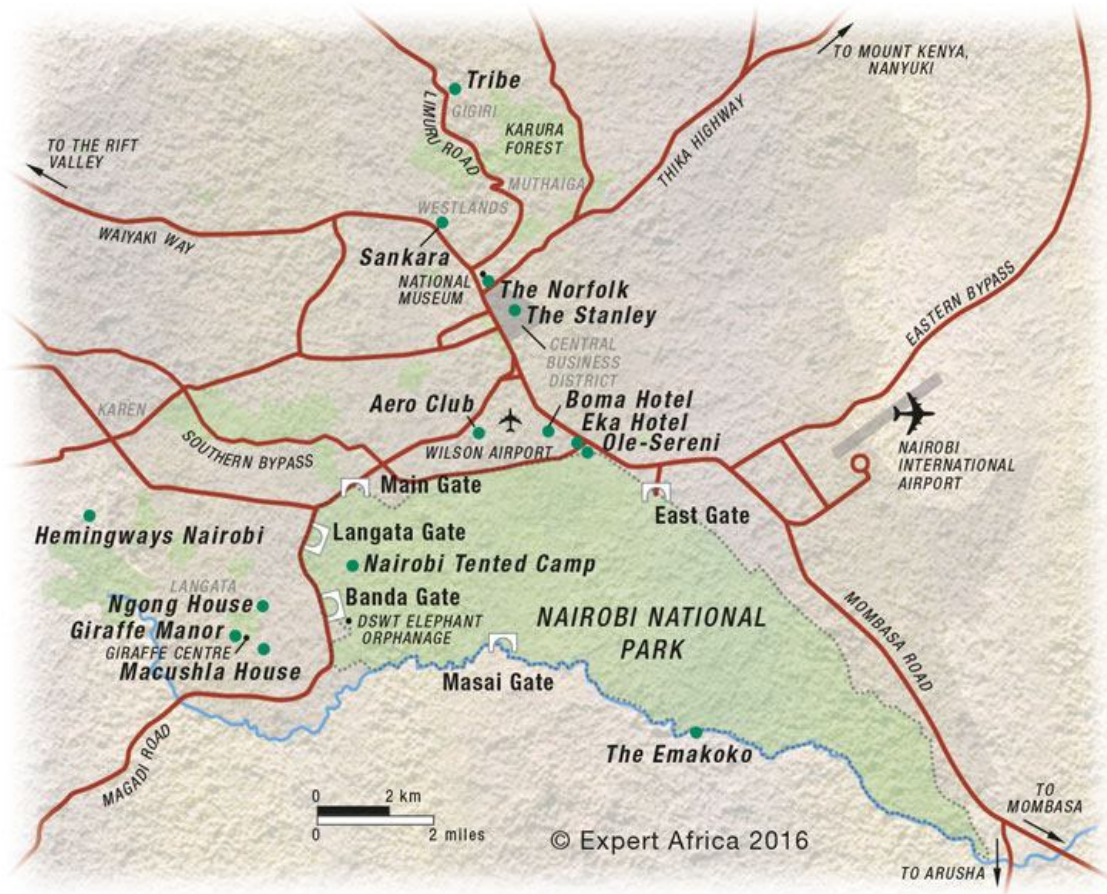 TO MOUNT KENYA,
NANYUKI
Tribe
GIGIRI
LIMURU ROAD
KARURA
FOREST
THIKA HIGHWAY
TO THE RIFT
VALLEY
MUTHAIGA
WESTLANDS
WAIYAKI WAY
Sankara
NATIONAL
MUSEUM
The Norfolk
The Stanley
EASTERN BYPASS
CENTRAL
BUSINESS
DISTRICT
KAREN
Aero Club
Boma Hotel
Eka Hotel
Ole-Sereni
SOUTHERN BYPASS
WILSON AIRPORT
NAIROBI
INTERNATIONAL
AIRPORT
Main Gate
East Gate
Hemingways Nairobi
Langata Gate
Nairobi Tented Camp
LANGATA
Ngong House
Banda Gate
Giraffe Manor
GIRAFFE CENTRE
Macushla House
DSWT ELEPHANT
ORPHANAGE
NAIROBI NATIONAL
PARK
MOMBASA ROAD
Masai Gate
The Emakoko
MAGADI ROAD
0 2 km
0 2 miles
© Expert Africa 2016
TO
MOMBASA
TO ARUSHA